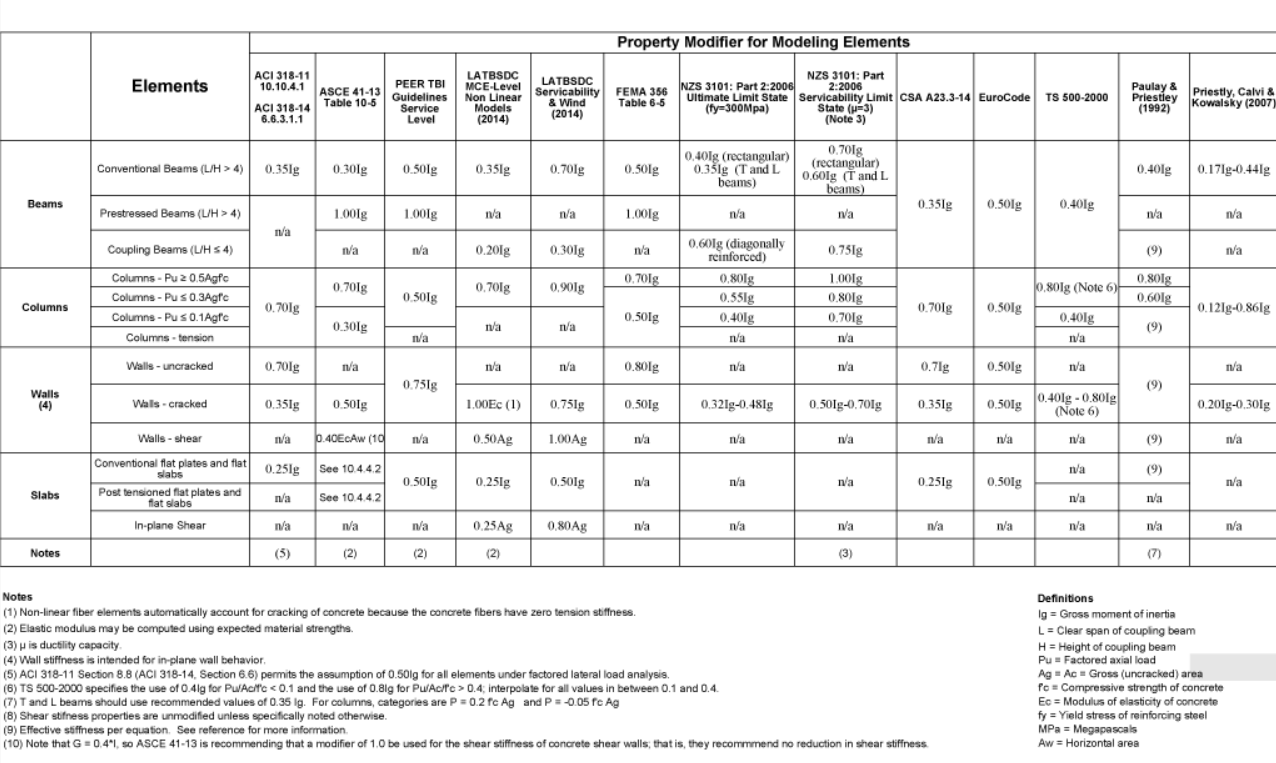 Property Modifier for Modeling Elements
Elements
ACI 318-11
10.10.4.1
ACI 318-14
6.6.3.1.1
ASCE 41-13
Table 10-5
PEER TBI
Guidelines
Service
Level
LATBSDC
MCE-Level
Non Linear
Models
(2014)
LATBSDC
Servicability
& Wind
(2014)
FEMA 356
Table 6-5
NZS 3101: Part 2:2006
Ultimate Limit State
(fy=300Mpa)
NZS 3101: Part
2:2006
Servicability Limit
State (µ=3)
(Note 3)
CSA A23.3-14
EuroCode
TS 500-2000
Paulay &
Priestley
(1992)
Priestly, Calvi &
Kowalsky (2007)
Beams
Conventional Beams (L/H > 4)
0.35Ig
0.30Ig
0.50Ig
0.35Ig
0.70Ig
0.50Ig
0.40Ig (rectangular)
0.35Ig (T and L
beams)
0.70Ig
(rectangular)
0.60Ig (T and L
beams)
0.35Ig
0.50Ig
0.40Ig
0.40Ig
0.17Ig-0.44Ig
Prestressed Beams (L/H > 4)
n/a
1.00Ig
1.00Ig
n/a
n/a
1.00Ig
n/a
n/a
n/a
n/a
Coupling Beams (L/H ≤ 4)
n/a
n/a
0.20Ig
0.30Ig
n/a
0.60Ig (diagonally
reinforced)
0.75Ig
(9)
n/a
Columns
Columns - Pu ≥ 0.5Agf'c
0.70Ig
0.70Ig
0.50Ig
0.70Ig
0.90Ig
0.70Ig
0.80Ig
1.00Ig
0.70Ig
0.50Ig
0.80Ig (Note 6)
0.80Ig
0.12Ig-0.86Ig
Columns - Pu ≤ 0.3Agf'c
0.50Ig
0.55Ig
0.80Ig
0.60Ig
Columns - Pu ≤ 0.1Agf'c
0.30Ig
n/a
n/a
0.40Ig
0.70Ig
0.40Ig
(9)
Columns - tension
n/a
n/a
n/a
n/a
Walls
(4)
Walls - uncracked
0.70Ig
n/a
0.75Ig
n/a
n/a
0.80Ig
n/a
n/a
0.7Ig
0.50Ig
n/a
(9)
n/a
Walls - cracked
0.35Ig
0.50Ig
1.00Ec (1)
0.75Ig
0.50Ig
0.32Ig-0.48Ig
0.50Ig-0.70Ig
0.35Ig
0.50Ig
0.40Ig - 0.80Ig
(Note 6)
0.20Ig-0.30Ig
Walls - shear
n/a
0.40EcAw (10
n/a
0.50Ag
1.00Ag
n/a
n/a
n/a
n/a
n/a
n/a
(9)
n/a
Slabs
Conventional flat plates and flat
slabs
0.25Ig
See 10.4.4.2
0.50Ig
0.25Ig
0.50Ig
n/a
n/a
n/a
0.25Ig
0.50Ig
n/a
(9)
n/a
Post tensioned flat plates and
flat slabs
n/a
See 10.4.4.2
n/a
n/a
In-plane Shear
n/a
n/a
n/a
0.25Ag
0.80Ag
n/a
n/a
n/a
n/a
n/a
n/a
n/a
n/a
Notes
(5)
(2)
(2)
(2)
(3)
(7)
Notes
(1) Non-linear fiber elements automatically account for cracking of concrete because the concrete fibers have zero tension stiffness.
(2) Elastic modulus may be computed using expected material strengths.
(3) µ is ductility capacity.
(4) Wall stiffness is intended for in-plane wall behavior.
(5) ACI 318-11 Section 8.8 (ACI 318-14, Section 6.6) permits the assumption of 0.50Ig for all elements under factored lateral load analysis.
(6) TS 500-2000 specifies the use of 0.4Ig for Pu/Acf'c < 0.1 and the use of 0.8Ig for Pu/Acf'c > 0.4; interpolate for all values in between 0.1 and 0.4.
(7) T and L beams should use recommended values of 0.35 Ig. For columns, categories are P = 0.2 f'c Ag and P = -0.05 f'c Ag
(8) Shear stifness properties are unmodified unless specifically noted otherwise.
(9) Effective stiffness per equation. See reference for more information.
(10) Note that G = 0.4*I, so ASCE 41-13 is recommending that a modifier of 1.0 be used for the shear stiffness of concrete shear walls; that is, they recommmend no reduction in shear stiffness.
Definitions
Ig = Gross moment of inertia
L = Clear span of coupling beam
H = Height of coupling beam
Pu = Factored axial load
Ag = Ac = Gross (uncracked) area
f'c = Compressive strength of concrete
Ec = Modulus of elasticity of concrete
fy = Yield stress of reinforcing steel
MPa = Megapascals
Aw = Horizontal area